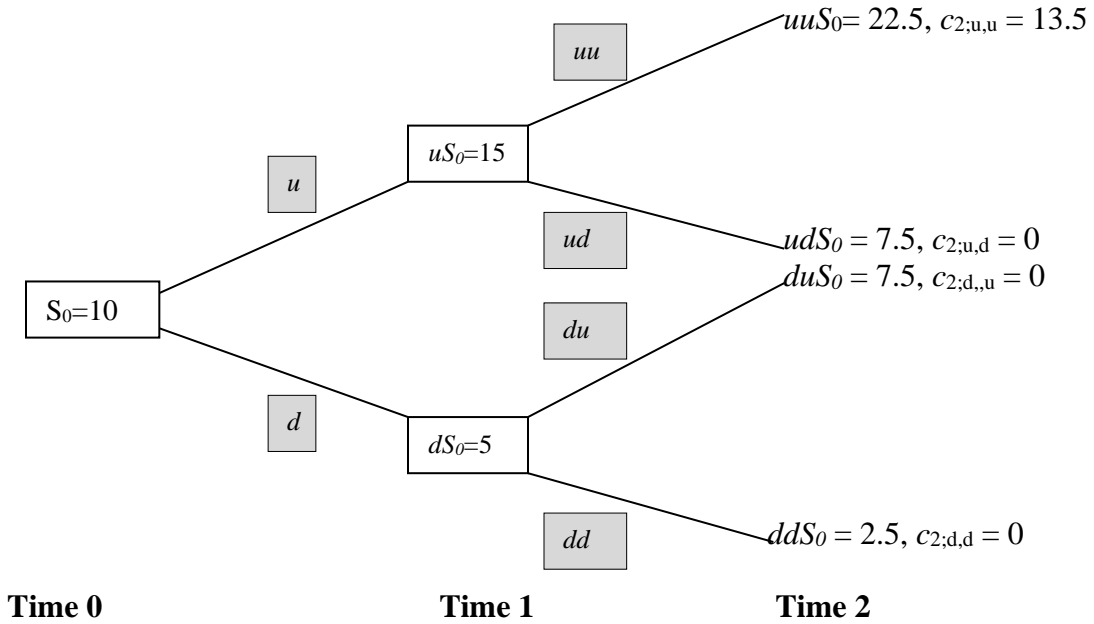 uuS₀= 22.5, c₂;u,u = 13.5
uu
uS₀=15
u
ud
udS₀ = 7.5, c₂;u,d = 0
duS₀ = 7.5, c₂;d,,u = 0
S₀=10
du
d
dS₀=5
dd
ddS₀ = 2.5, c₂;d,d = 0
Time 0 Time 1 Time 2